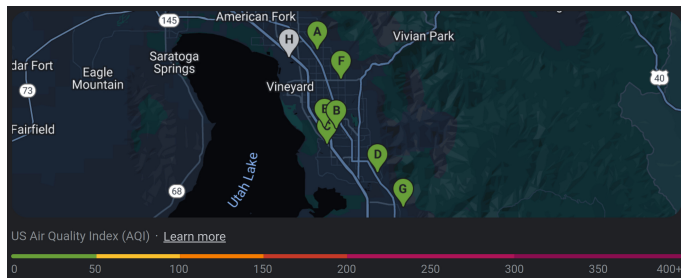 145
American Fork
A
H
Vivian Park
F
Saratoga
Springs
dar Fort
Eagle
Mountain
40
73
Vineyard
E
B
C
Fairfield
D
Utah Lake
68
G
US Air Quality Index (AQI) · Learn more
0 50 100 150 200 250 300 350 400+